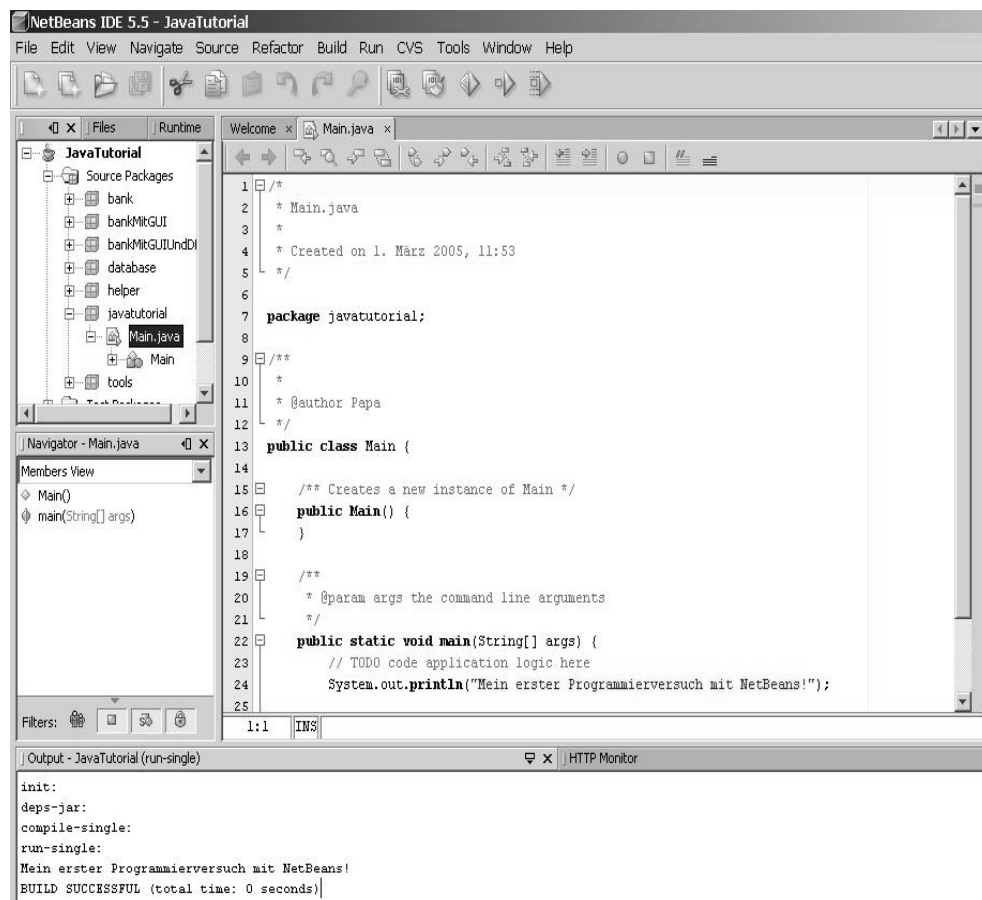 NetBeans IDE 5.5 - JavaTutorial
File Edit View Navigate Source Refactor Build Run CVS Tools Window Help
Files Runtime
JavaTutorial
Source Packages
bank
bankMitGUI
bankMitGUIUndD
database
helper
javatutorial
Main.java
Main
tools
Navigator - Main.java
Members View
Main()
main(String[] args)
Filters:
Welcome x Main.java x
1 /*
2 * Main.java
3 *
4 * Created on 1. März 2005, 11:53
5 */
6
7 package javatutorial;
8
9 /**
10 *
11 * @author Papa
12 */
13 public class Main {
14
15 /** Creates a new instance of Main */
16 public Main() {
17 }
18
19 /**
20 * @param args the command line arguments
21 */
22 public static void main(String[] args) {
23 // TODO code application logic here
24 System.out.println("Mein erster Programmierversuch mit NetBeans!");
25
1:1 INS
Output - JavaTutorial (run-single)
HTTP Monitor
init:
deps-jar:
compile-single:
run-single:
Mein erster Programmierversuch mit NetBeans!
BUILD SUCCESSFUL (total time: 0 seconds)